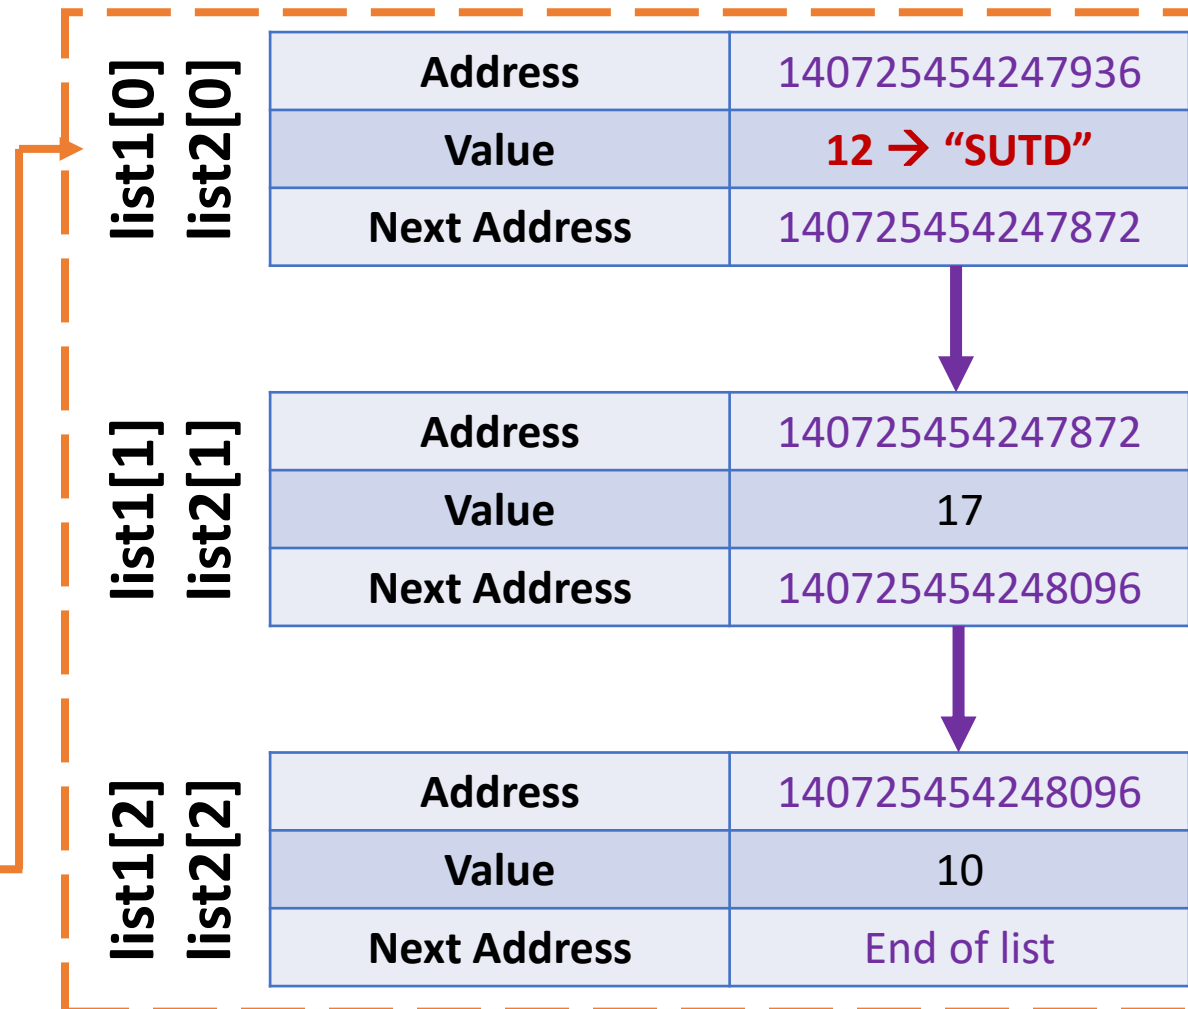 list1[0]
list2[0]
Address 140725454247936
Value 12 → “SUTD”
Next Address 140725454247872
list1[1]
list2[1]
Address 140725454247872
Value 17
Next Address 140725454248096
list1[2]
list2[2]
Address 140725454248096
Value 10
Next Address End of list